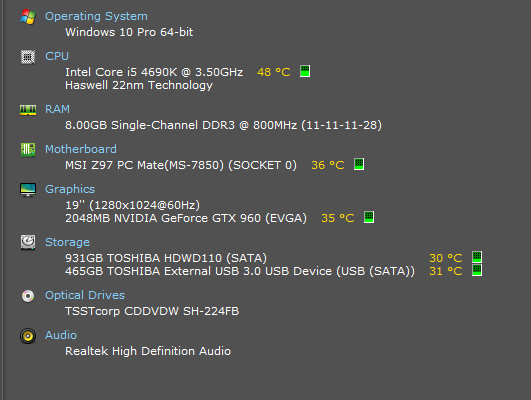 Operating System
Windows 10 Pro 64-bit
CPU
Intel Core i5 4690K @ 3.50GHz 48 °C
Haswell 22nm Technology
RAM
8.00GB Single-Channel DDR3 @ 800MHz (11-11-11-28)
Motherboard
MSI Z97 PC Mate(MS-7850) (SOCKET 0) 36 °C
Graphics
19" (1280x1024@60Hz)
2048MB NVIDIA GeForce GTX 960 (EVGA) 35 °C
Storage
931GB TOSHIBA HDWD110 (SATA) 30 °C
465GB TOSHIBA External USB 3.0 USB Device (USB (SATA)) 31 °C
Optical Drives
TSSTcorp CDDVDW SH-224FB
Audio
Realtek High Definition Audio